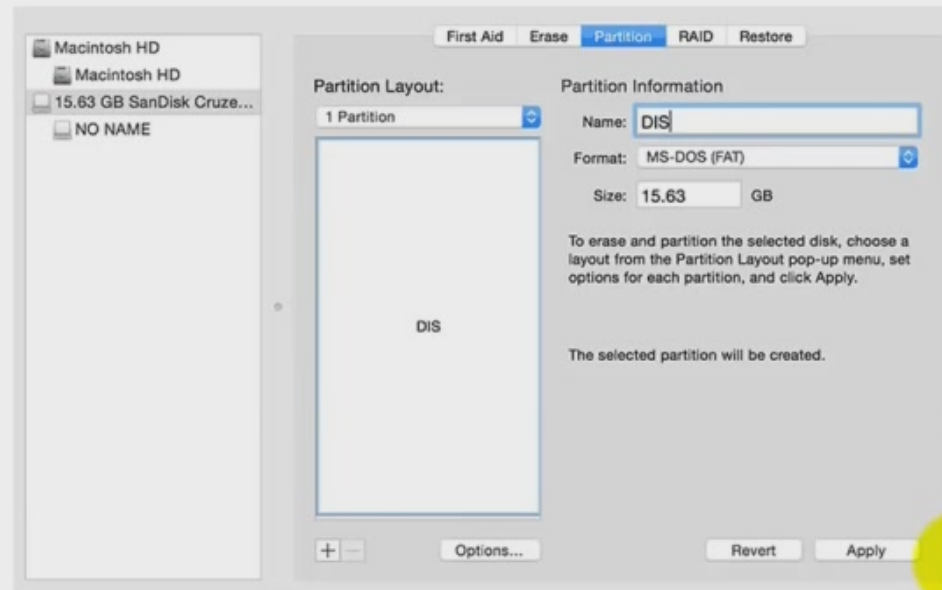 First Aid Erase Partition RAID Restore
Macintosh HD
Macintosh HD
15.63 GB SanDisk Cruze...
NO NAME
Partition Layout:
1 Partition
DIS
Options...
Partition Information
Name: DIS
Format: MS-DOS (FAT)
Size: 15.63 GB
To erase and partition the selected disk, choose a
layout from the Partition Layout pop-up menu, set
options for each partition, and click Apply.
The selected partition will be created.
Revert Apply